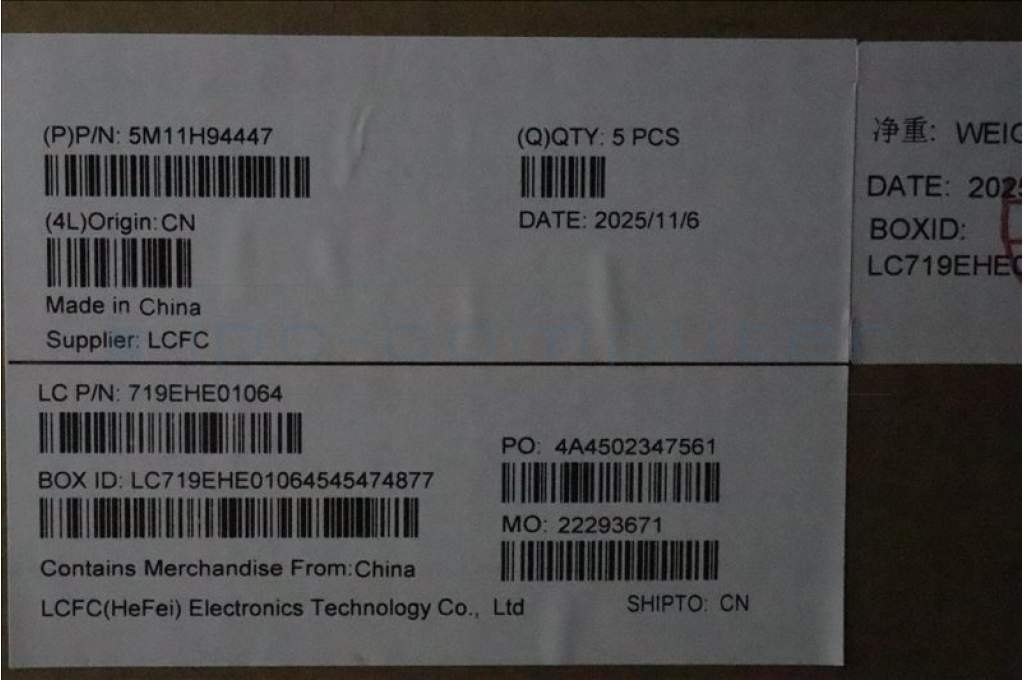 (P)P/N: 5M11H94447
(Q)QTY: 5 PCS
(4L)Origin:CN
DATE: 2025/11/6
Made in China
Supplier: LCFC
LC P/N: 719EHE01064
PO: 4A4502347561
BOX ID: LC719EHE01064545474877
MO: 22293671
Contains Merchandise From:China
LCFC(HeFei) Electronics Technology Co., Ltd
SHIPTO: CN
净重: WEIG
DATE: 2025
BOXID:
LC719EHE0